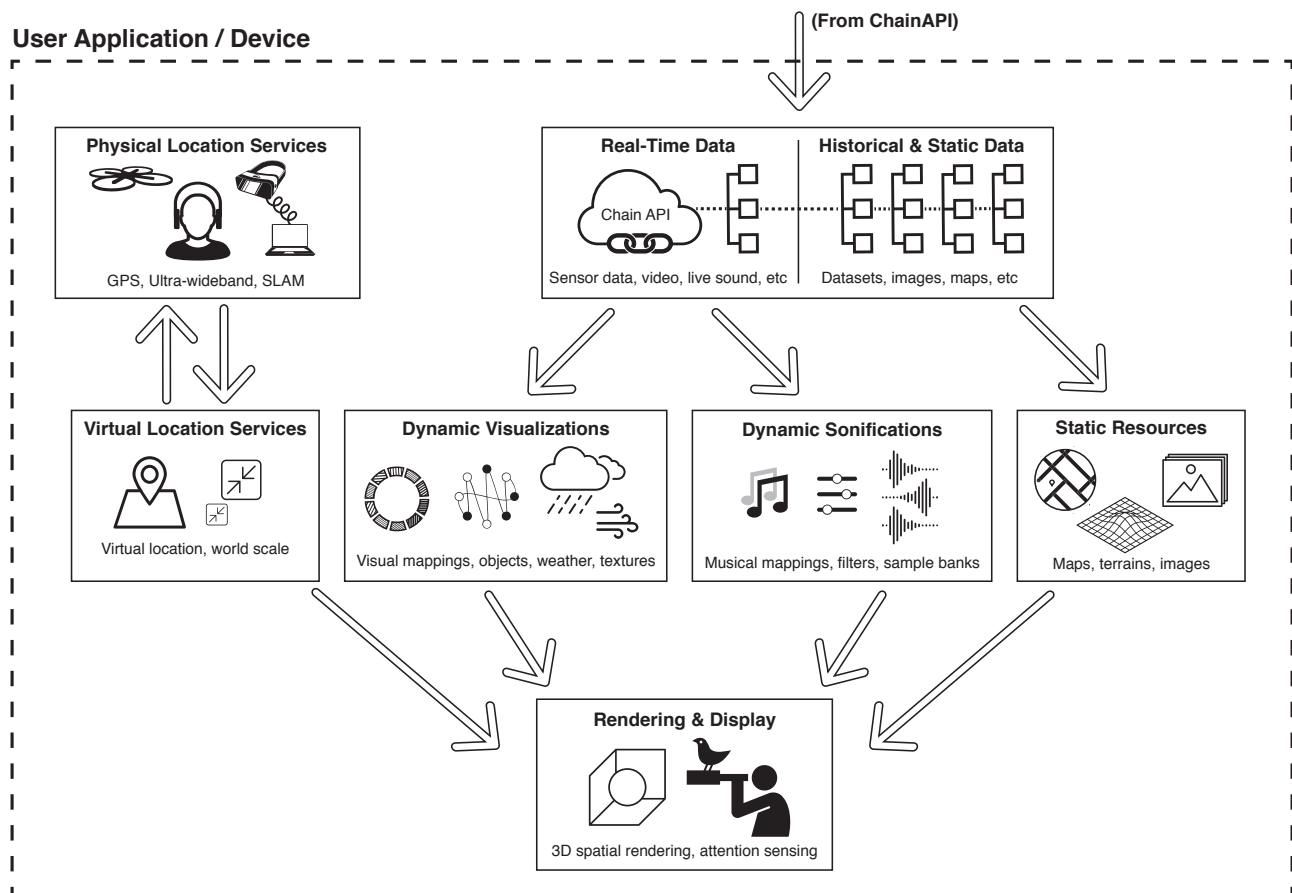 (From ChainAPI)
User Application / Device
Physical Location Services
GPS, Ultra-wideband, SLAM
Real-Time Data
Chain API
Sensor data, video, live sound, etc
Historical & Static Data
Datasets, images, maps, etc
Virtual Location Services
Virtual location, world scale
Dynamic Visualizations
Visual mappings, objects, weather, textures
Dynamic Sonifications
Musical mappings, filters, sample banks
Static Resources
Maps, terrains, images
Rendering & Display
3D spatial rendering, attention sensing